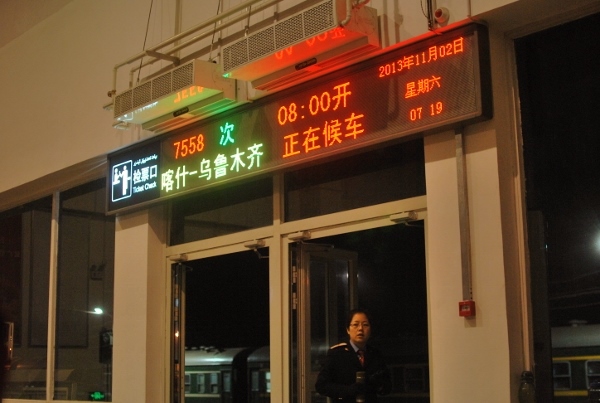 2013年11月02日
星期六
07 19
7558 次
08:00开
喀什-乌鲁木齐
正在候车
检票口
Ticket Check